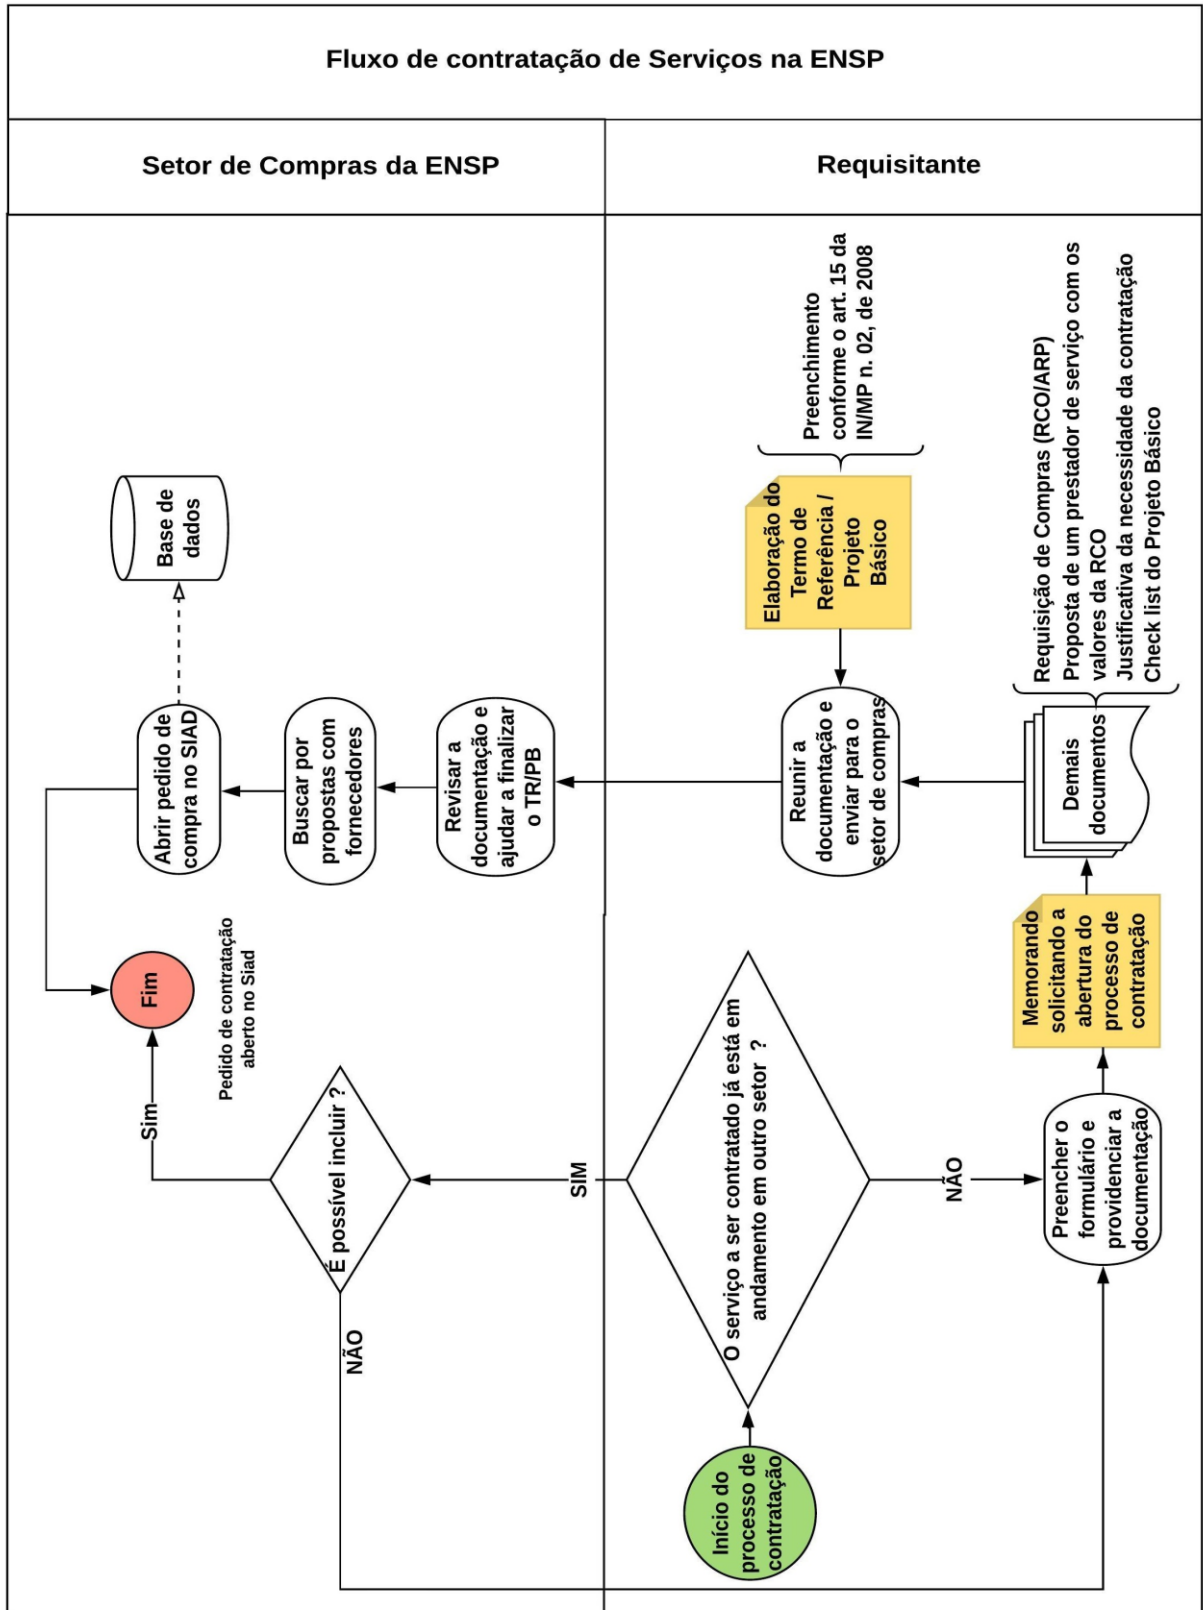 Fluxo de contratação de Serviços na ENSP
Setor de Compras da ENSP
Requisitante
Início do
processo de
contratação
O serviço a ser contratado já está em
andamento em outro setor ?
SIM
NÃO
É possível incluir ?
Sim
NÃO
Fim
Pedido de contratação
aberto no Siad
Preencher o
formulário e
providenciar a
documentação
Memorando
solicitando a
abertura do
processo de
contratação
Demais
documentos
Requisição de Compras (RCO/ARP)
Proposta de um prestador de serviço com os
valores da RCO
Justificativa da necessidade da contratação
Check list do Projeto Básico
Elaboração do
Termo de
Referência /
Projeto
Básico
Preenchimento
conforme o art. 15 da
IN/MP n. 02, de 2008
Reunir a
documentação e
enviar para o
setor de compras
Revisar a
documentação e
ajudar a finalizar
o TR/PB
Buscar por
propostas com
fornecedores
Abrir pedido de
compra no SIAD
Base de
dados